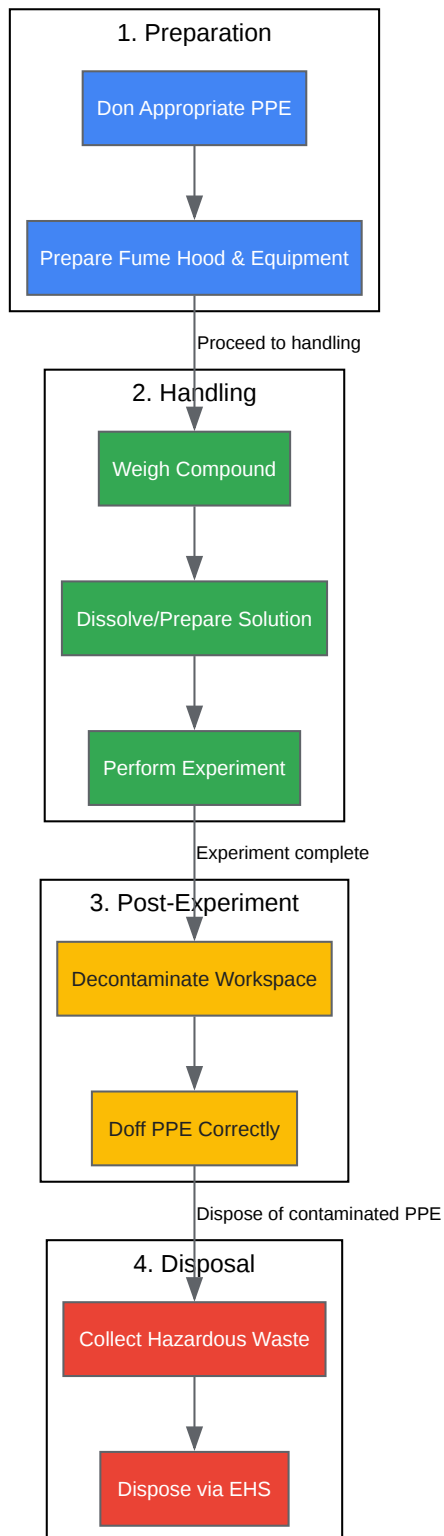 1. Preparation
Don Appropriate PPE
Prepare Fume Hood & Equipment
Proceed to handling
2. Handling
Weigh Compound
Dissolve/Prepare Solution
Perform Experiment
Experiment complete
3. Post-Experiment
Decontaminate Workspace
Doff PPE Correctly
Dispose of contaminated PPE
4. Disposal
Collect Hazardous Waste
Dispose via EHS